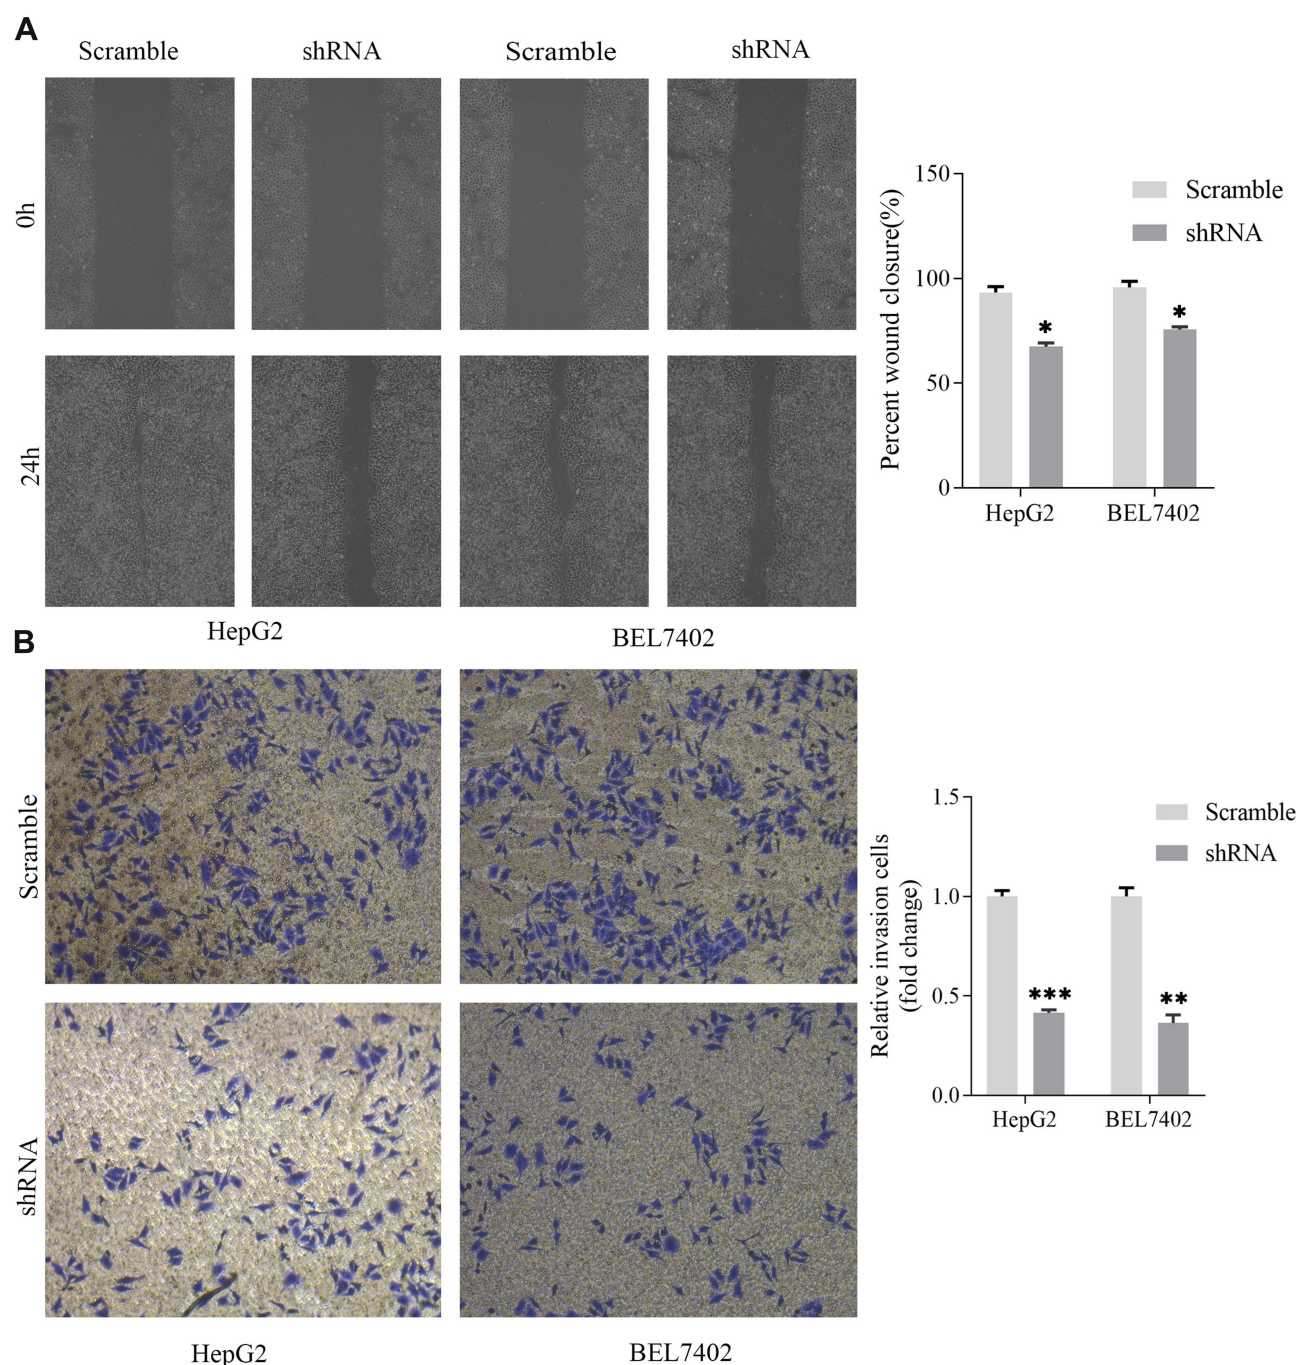 A
Scramble shRNA Scramble shRNA
0h
24h
HepG2 BEL7402
Percent wound closure(%)
150
100
50
0
Scramble
shRNA
*
*
HepG2 BEL7402
B
Scramble
shRNA
HepG2 BEL7402
Relative invasion cells
(fold change)
1.5
1.0
0.5
0.0
Scramble
shRNA
***
**
HepG2 BEL7402